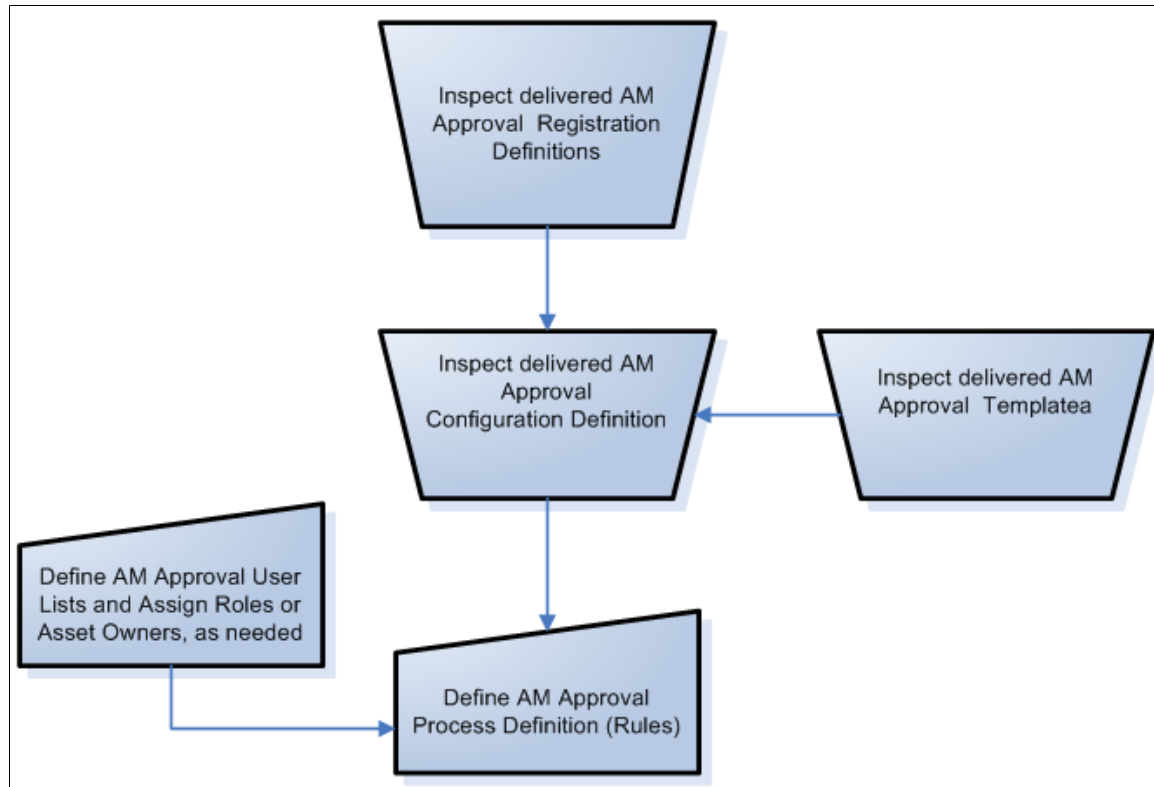 Inspect delivered AM
Approval Registration
Definitions
Inspect delivered AM
Approval
Configuration Definition
Inspect delivered AM
Approval Templatea
Define AM Approval User
Lists and Assign Roles or
Asset Owners, as needed
Define AM Approval
Process Definition (Rules)